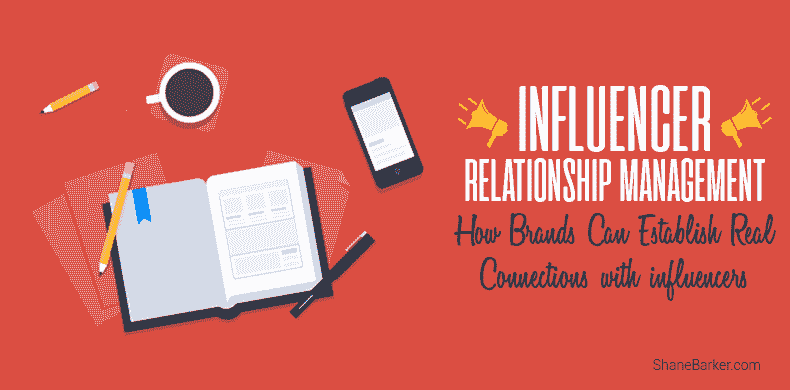 INFLUENCER
RELATIONSHIP MANAGEMENT
How Brands Can Establish Real
Connections with influencers
ShaneBarker.com